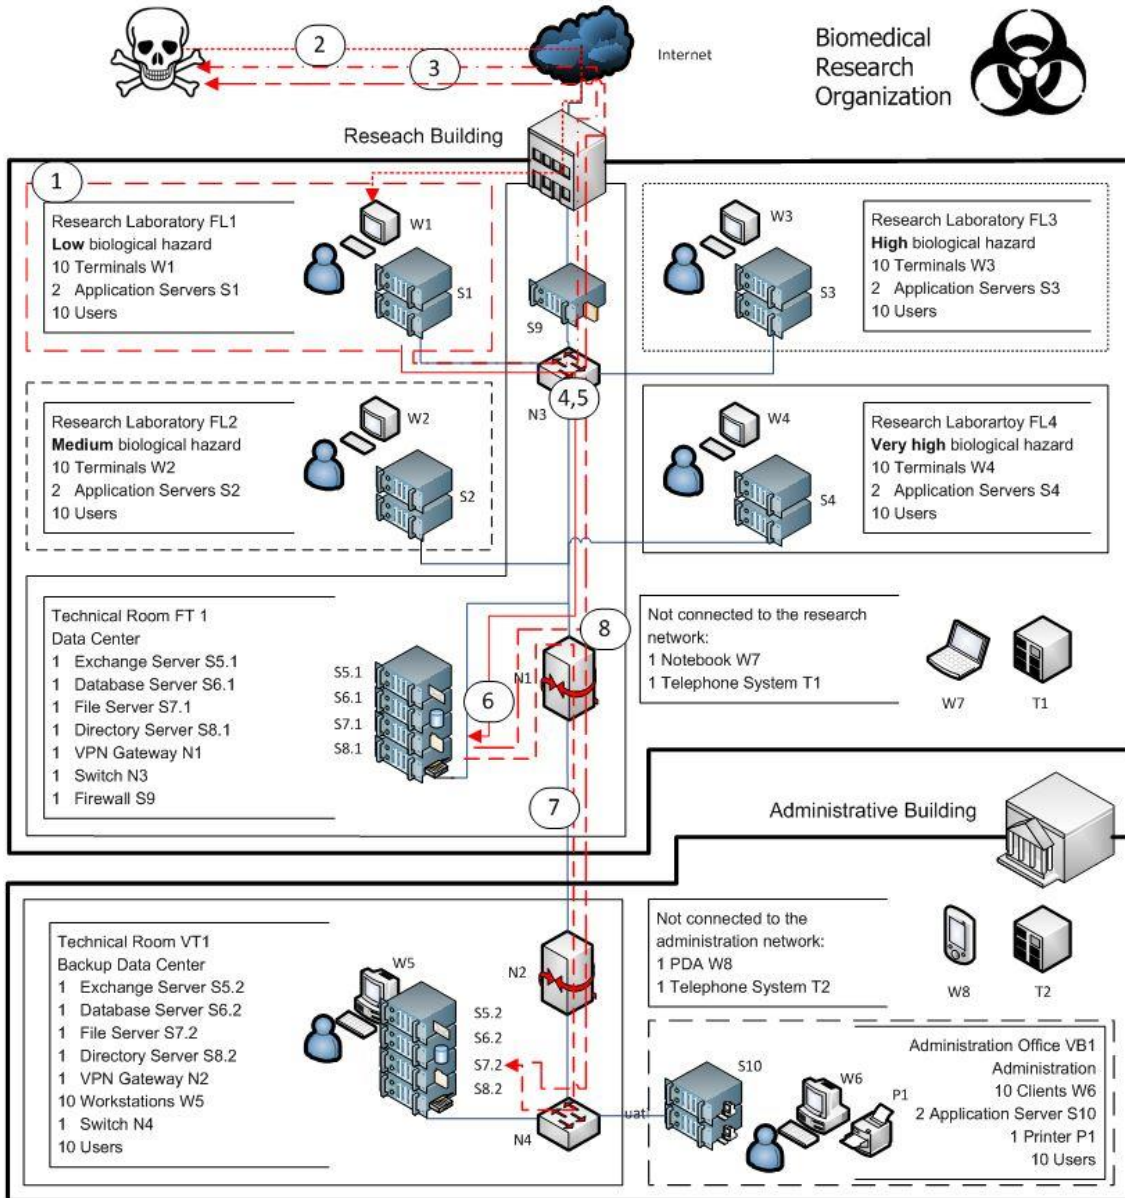 2
3
Internet
Biomedical
Research
Organization
Reseach Building
1
Research Laboratory FL1
Low biological hazard
10 Terminals W1
2 Application Servers S1
10 Users
W1
S1
S9
N3
4,5
W3
S3
Research Laboratory FL3
High biological hazard
10 Terminals W3
2 Application Servers S3
10 Users
Research Laboratory FL2
Medium biological hazard
10 Terminals W2
2 Application Servers S2
10 Users
W2
S2
W4
S4
Research Laborartoy FL4
Very high biological hazard
10 Terminals W4
2 Application Servers S4
10 Users
Technical Room FT 1
Data Center
1 Exchange Server S5.1
1 Database Server S6.1
1 File Server S7.1
1 Directory Server S8.1
1 VPN Gateway N1
1 Switch N3
1 Firewall S9
S5.1
S6.1
S7.1
S8.1
6
N1
8
7
Not connected to the research
network:
1 Notebook W7
1 Telephone System T1
W7
T1
Administrative Building
Technical Room VT1
Backup Data Center
1 Exchange Server S5.2
1 Database Server S6.2
1 File Server S7.2
1 Directory Server S8.2
1 VPN Gateway N2
10 Workstations W5
1 Switch N4
10 Users
W5
S5.2
S6.2
S7.2
S8.2
N2
N4
Not connected to the
administration network:
1 PDA W8
1 Telephone System T2
W8
T2
uat
S10
W6
P1
Administration Office VB1
Administration
10 Clients W6
2 Application Server S10
1 Printer P1
10 Users